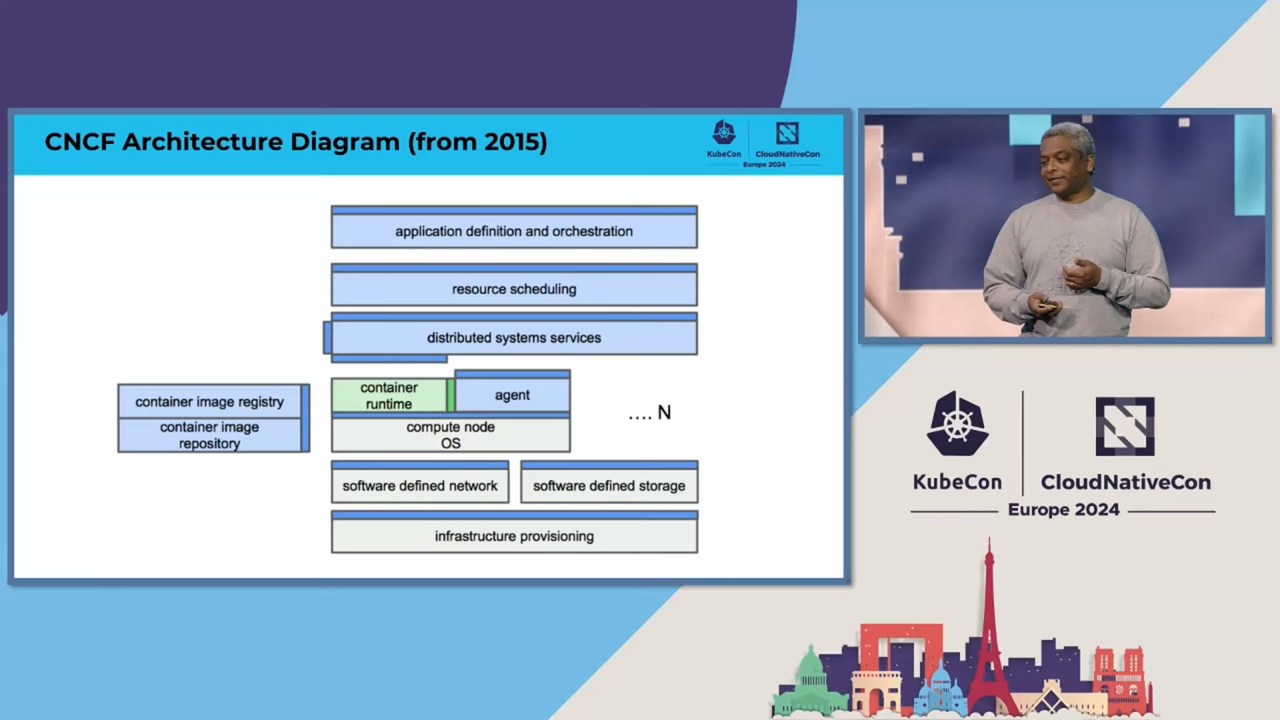 CNCF Architecture Diagram (from 2015)
KubeCon
CloudNativeCon
Europe 2024
application definition and orchestration
resource scheduling
distributed systems services
container image registry
container image
repository
container
runtime
agent
compute node
OS
.... N
software defined network
software defined storage
infrastructure provisioning
KubeCon
CloudNativeCon
Europe 2024